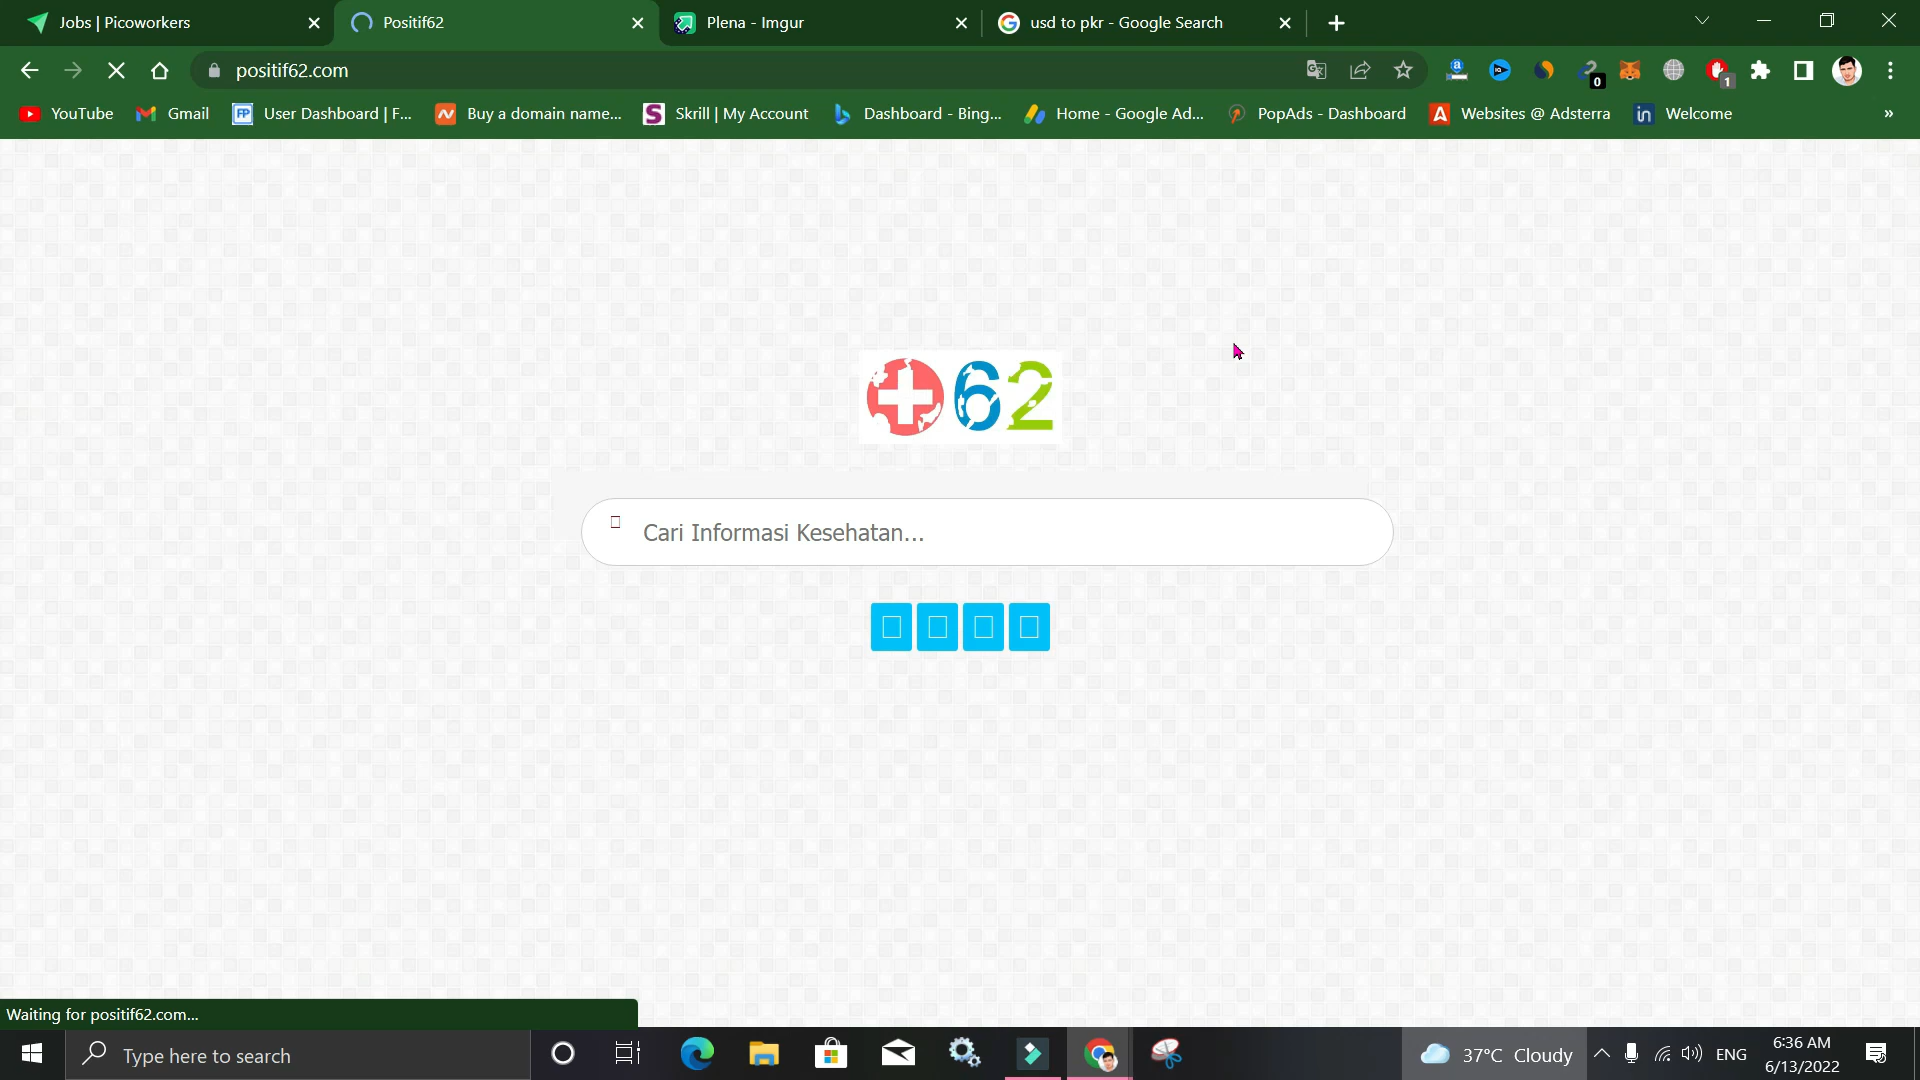 Jobs | Picoworkers
Positif62
Plena - Imgur
usd to pkr - Google Search
positif62.com
0
1
YouTube
Gmail
User Dashboard | F...
Buy a domain name...
Skrill | My Account
Dashboard - Bing...
Home - Google Ad...
PopAds - Dashboard
Websites @ Adsterra
Welcome
»
62
Cari Informasi Kesehatan...
Waiting for positif62.com...
Type here to search
37°C Cloudy
ENG
6:36 AM
6/13/2022